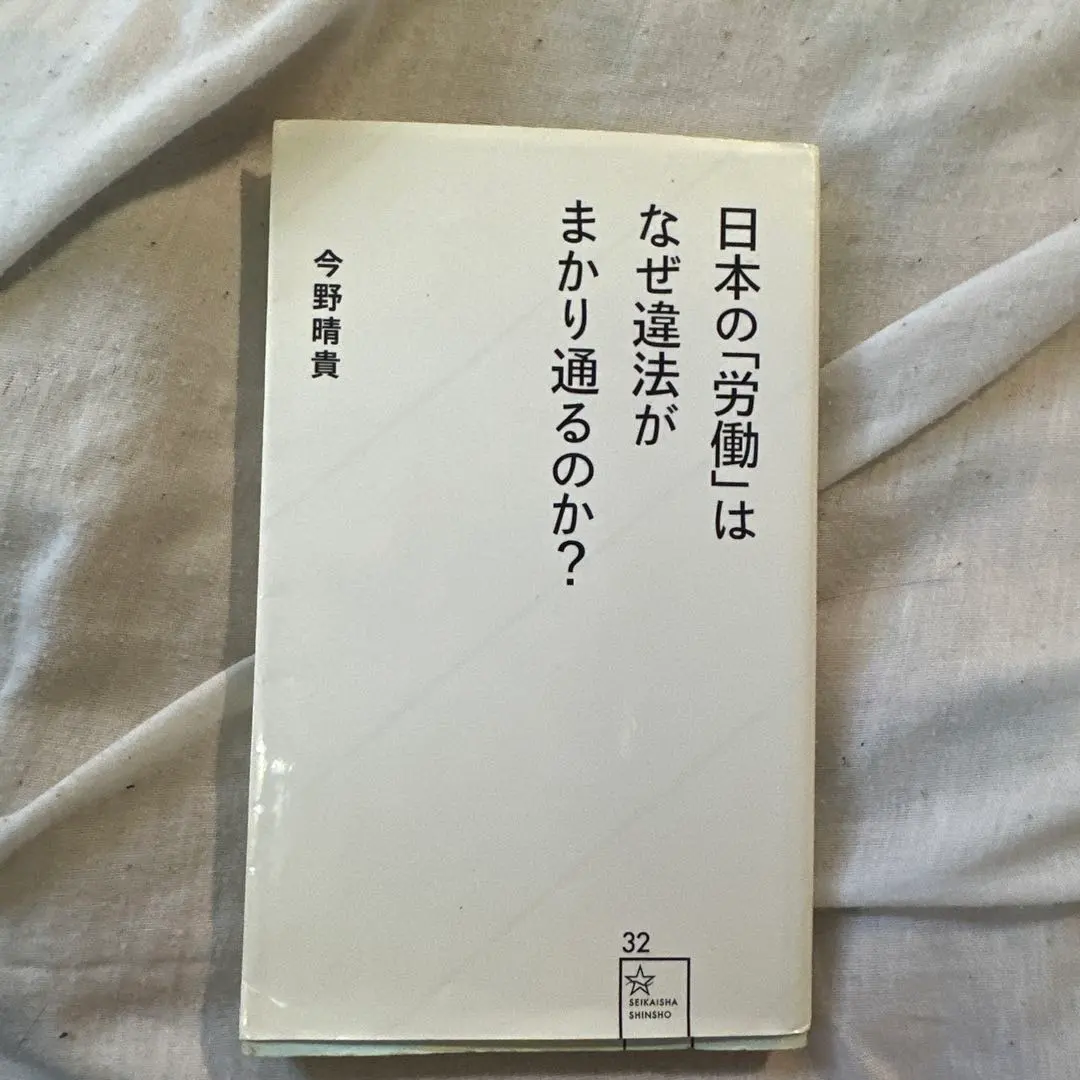 日本の「労働」は
なぜ違法が
まかり通るのか?
今野晴貴
32
SEIKAISHA
SHINSHO